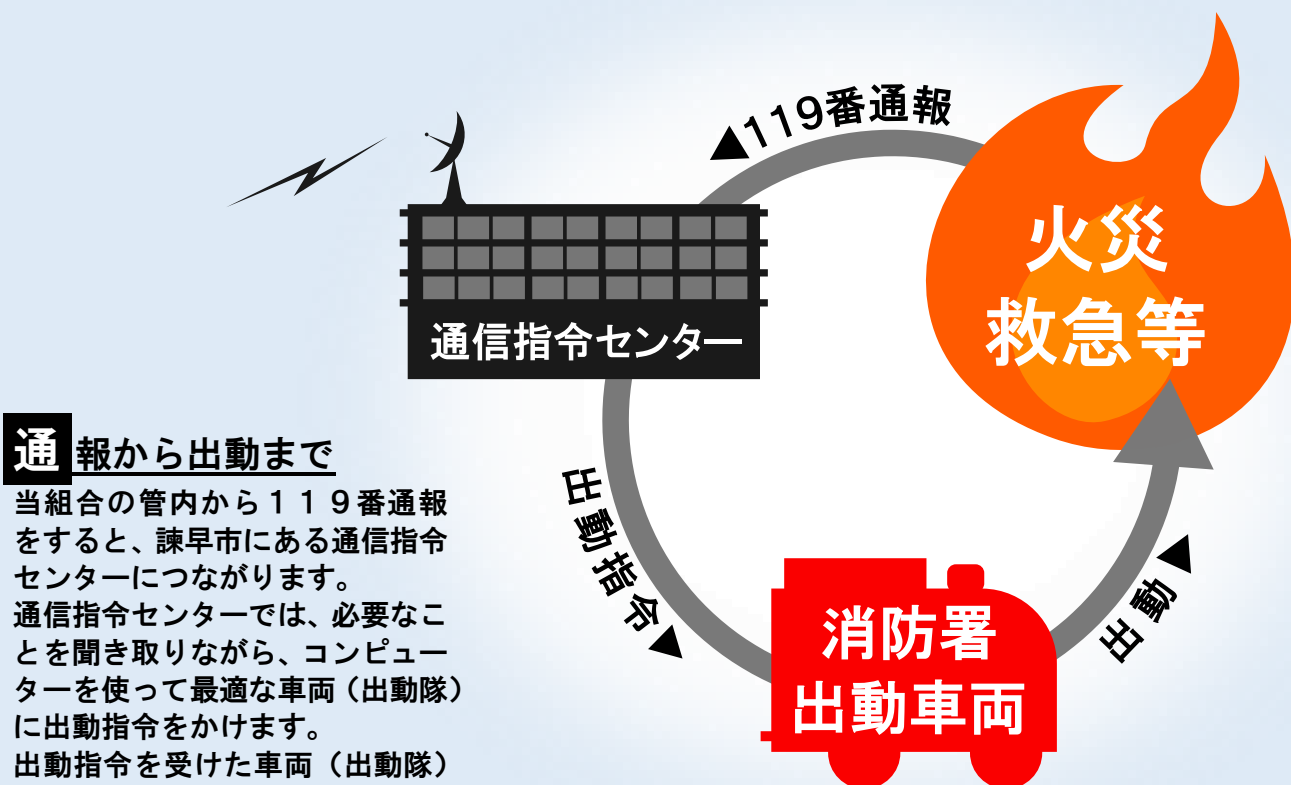 ▲119番通報
火災
救急等
通信指令センター
通報から出動まで
当組合の管内から１１９番通報
をすると、諫早市にある通信指令
センターにつながります。
通信指令センターでは、必要なこ
とを聞き取りながら、コンピュー
ターを使って最適な車両（出動隊）
に出動指令をかけます。
出動指令を受けた車両（出動隊）
出動指令▲
消防署
出動車両
出動▲